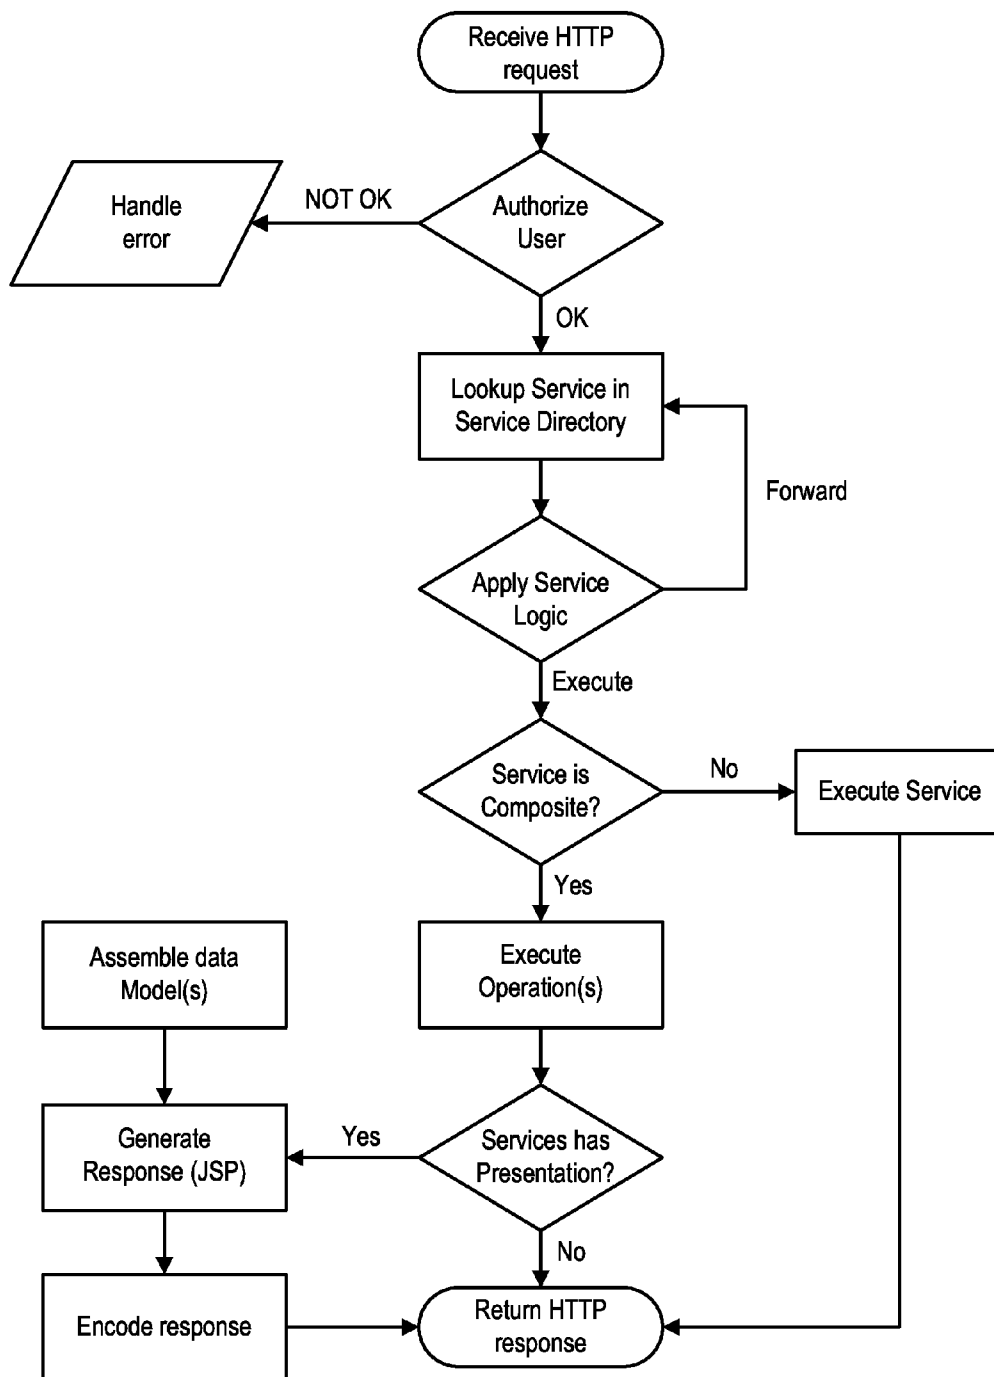 Receive HTTP
request
NOT OK
Handle
error
Authorize
User
OK
Lookup Service in
Service Directory
Forward
Apply Service
Logic
Execute
Service is
Composite?
No
Execute Service
Yes
Assemble data
Model(s)
Execute
Operation(s)
Generate
Response (JSP)
Yes
Services has
Presentation?
No
Encode response
Return HTTP
response